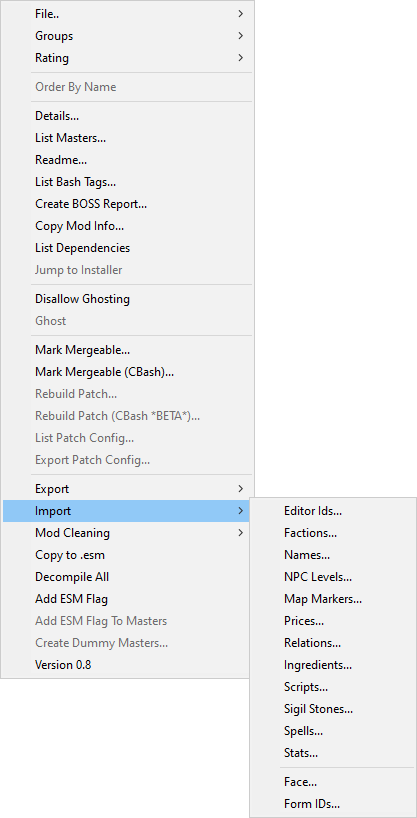 File..
Groups
Rating
Order By Name
Details...
List Masters...
Readme...
List Bash Tags...
Create BOSS Report...
Copy Mod Info...
List Dependencies
Jump to Installer
Disallow Ghosting
Ghost
Mark Mergeable...
Mark Mergeable (CBash)...
Rebuild Patch...
Rebuild Patch (CBash *BETA*)...
List Patch Config...
Export Patch Config...
Export
Import
Mod Cleaning
Copy to .esm
Decompile All
Add ESM Flag
Add ESM Flag To Masters
Create Dummy Masters...
Version 0.8
Editor Ids...
Factions...
Names...
NPC Levels...
Map Markers...
Prices...
Relations...
Ingredients...
Scripts...
Sigil Stones...
Spells...
Stats...
Face...
Form IDs...